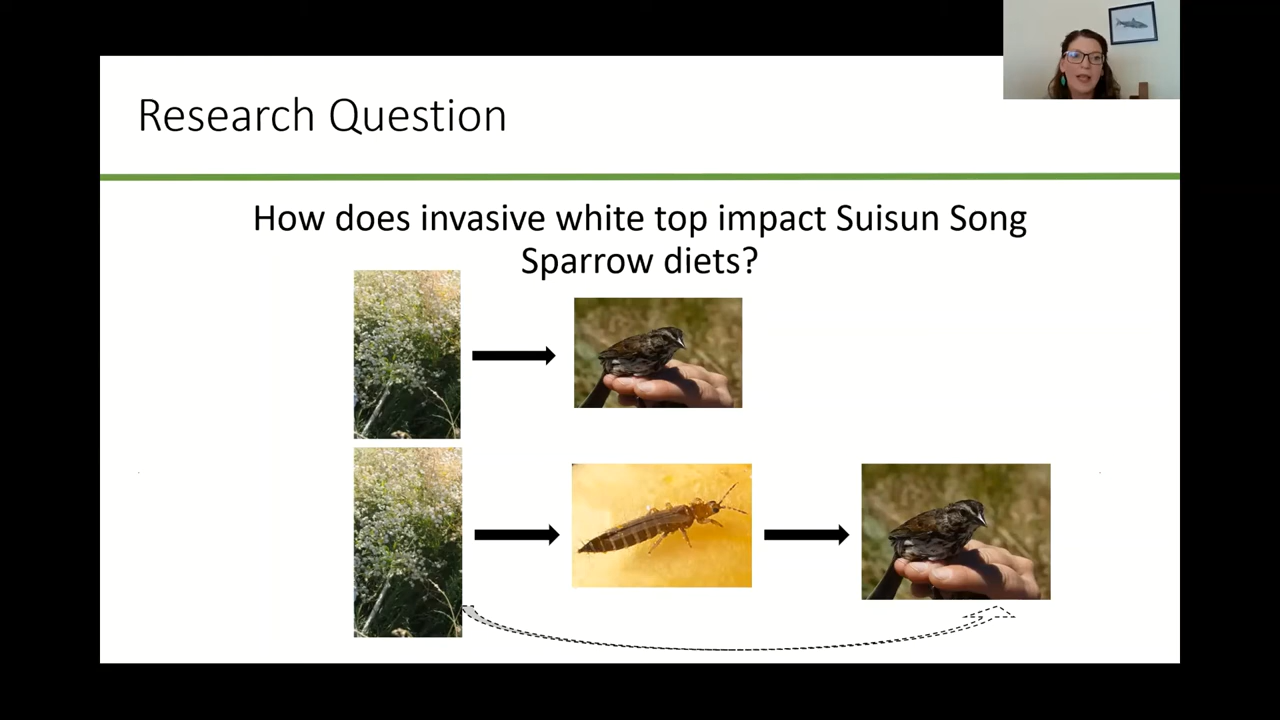 Research Question
How does invasive white top impact Suisun Song
Sparrow diets?